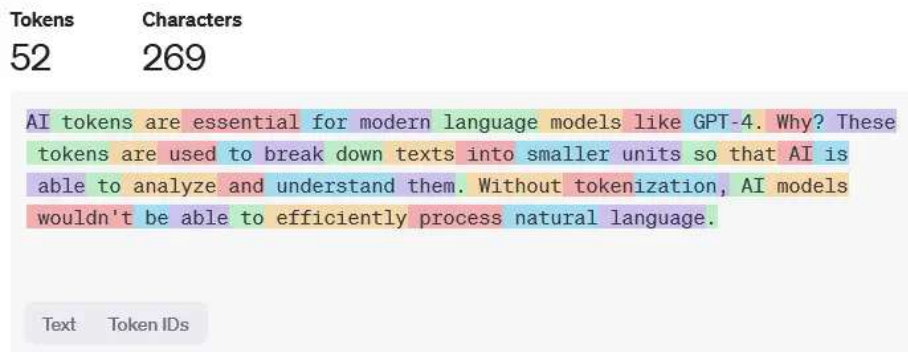 Tokens Characters
52 269
AI tokens are essential for modern language models like GPT-4. Why? These
tokens are used to break down texts into smaller units so that AI is
able to analyze and understand them. Without tokenization, AI models
wouldn't be able to efficiently process natural language.
Text Token IDs